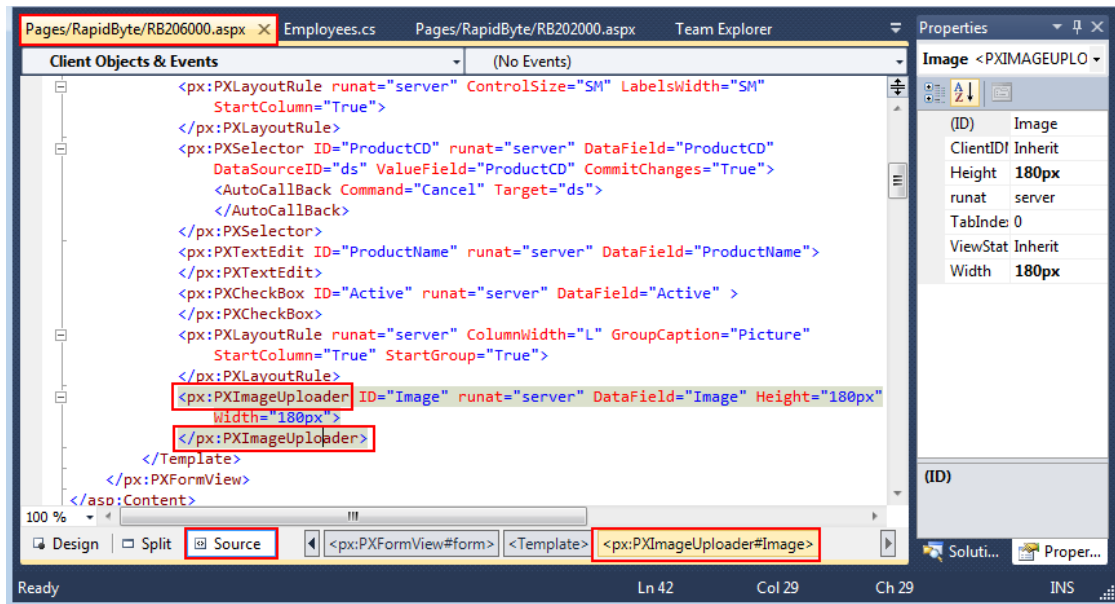 Pages/RapidByte/RB206000.aspx × Employees.cs Pages/RapidByte/RB202000.aspx Team Explorer
Client Objects & Events (No Events)
<px:PXLayoutRule runat="server" ControlSize="SM" LabelsWidth="SM"
StartColumn="True">
</px:PXLayoutRule>
<px:PXSelector ID="ProductCD" runat="server" DataField="ProductCD"
DataSourceID="ds" ValueField="ProductCD" CommitChanges="True">
<AutoCallBack Command="Cancel" Target="ds">
</AutoCallBack>
</px:PXSelector>
<px:PXTextEdit ID="ProductName" runat="server" DataField="ProductName">
</px:PXTextEdit>
<px:PXCheckBox ID="Active" runat="server" DataField="Active" >
</px:PXCheckBox>
<px:PXLayoutRule runat="server" ColumnWidth="L" GroupCaption="Picture"
StartColumn="True" StartGroup="True">
</px:PXLayoutRule>
<px:PXImageUploader ID="Image" runat="server" DataField="Image" Height="180px"
Width="180px">
</px:PXImageUploader>
</Template>
</px:PXFormView>
</asp:Content>
100 %
Design Split Source <px:PXFormView#form> <Template> <px:PXImageUploader#Image>
Properties
Image <PXIMAGEUPLO
(ID) Image
ClientIDI Inherit
Height 180px
runat server
TabInde: 0
ViewStat Inherit
Width 180px
(ID)
Soluti... Proper...
Ready Ln 42 Col 29 Ch 29 INS